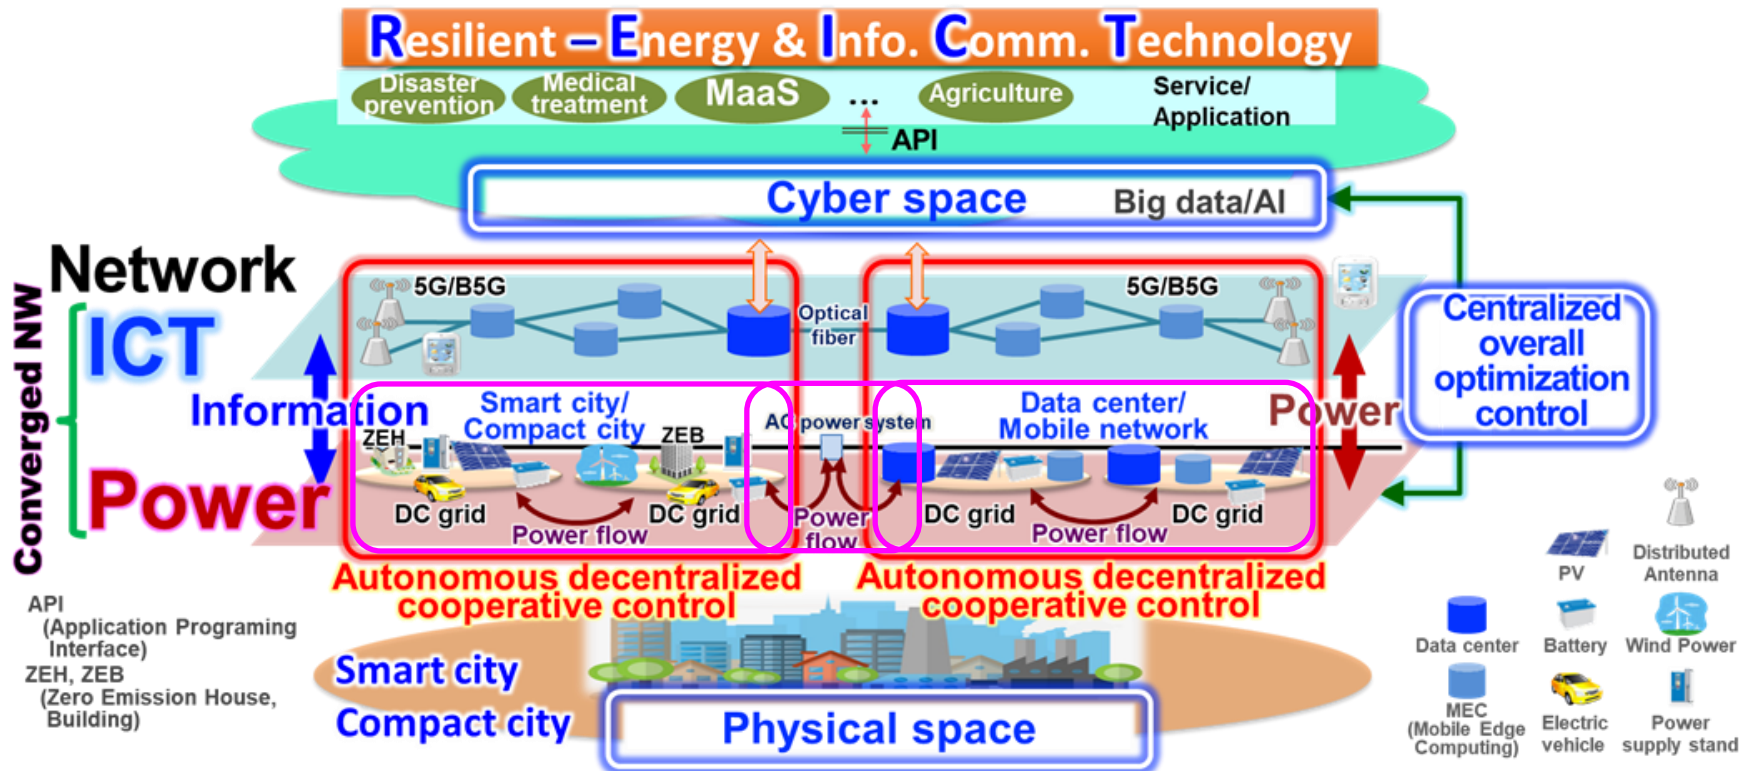 Resilient – Energy & Info. Comm. Technology
Disaster
prevention
Medical
treatment
MaaS
...
Agriculture
Service/
Application
API
Cyber space
Big data/AI
Network
Converged NW
ICT
Information
Power
5G/B5G
Optical
fiber
5G/B5G
Centralized
overall
optimization
control
Smart city/
Compact city
AC power system
Data center/
Mobile network
Power
ZEH
ZEB
DC grid
Power flow
DC grid
Power
flow
DC grid
Power flow
DC grid
Autonomous decentralized
cooperative control
Autonomous decentralized
cooperative control
API
(Application Programing
Interface)
ZEH, ZEB
(Zero Emission House,
Building)
Smart city
Compact city
Physical space
PV
Distributed
Antenna
Data center
Battery
Wind Power
MEC
(Mobile Edge
Computing)
Electric
vehicle
Power
supply stand